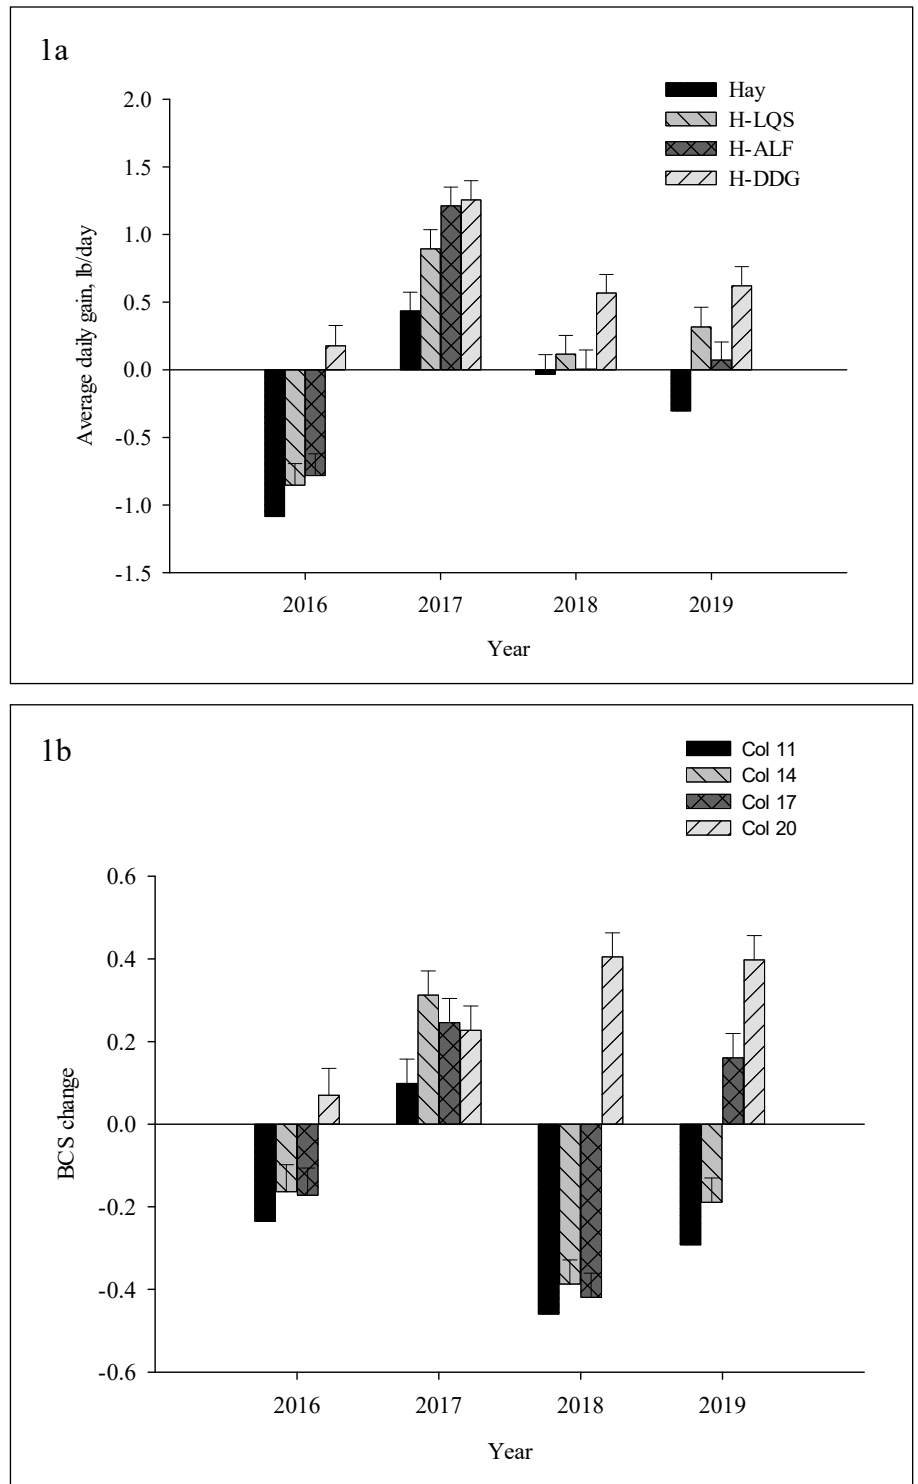 1a
Hay
H-LQS
H-ALF
H-DDG
2.0
1.5
1.0
0.5
0.0
-0.5
-1.0
-1.5
Average daily gain, lb/day
2016 2017 2018 2019
Year
1b
Col 11
Col 14
Col 17
Col 20
0.6
0.4
0.2
0.0
-0.2
-0.4
-0.6
BCS change
2016 2017 2018 2019
Year